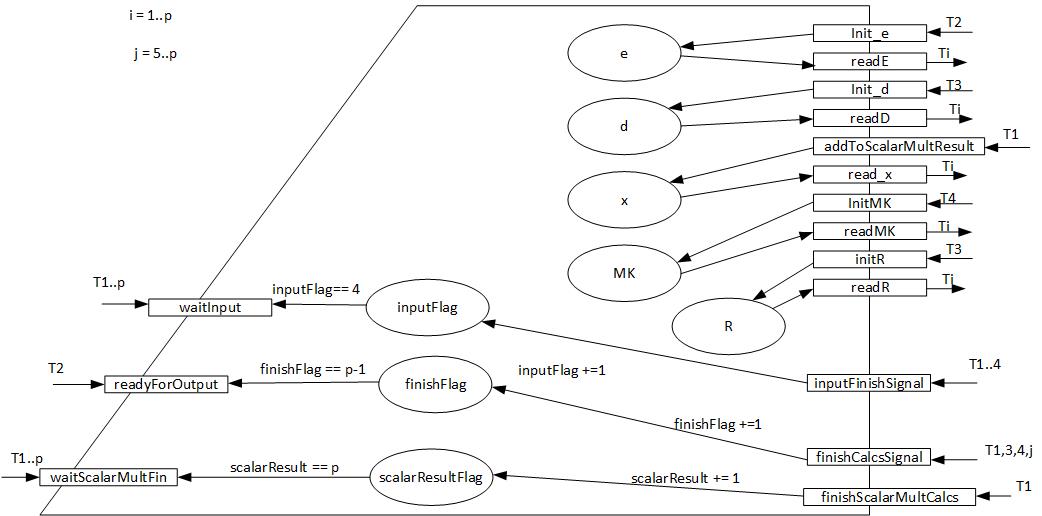 i = 1..p
j = 5..p
e
Init_e
T2
readE
Ti
Init_d
T3
d
readD
Ti
addToScalarMultResult
T1
x
read_x
Ti
InitMK
T4
MK
readMK
Ti
initR
T3
R
readR
Ti
T1..p
waitInput
inputFlag== 4
inputFlag
T2
readyForOutput
finishFlag == p-1
finishFlag
inputFlag +=1
inputFinishSignal
T1..4
finishFlag +=1
finishCalcsSignal
T1,3,4,j
T1..p
waitScalarMultFin
scalarResult == p
scalarResultFlag
scalarResult += 1
finishScalarMultCalcs
T1